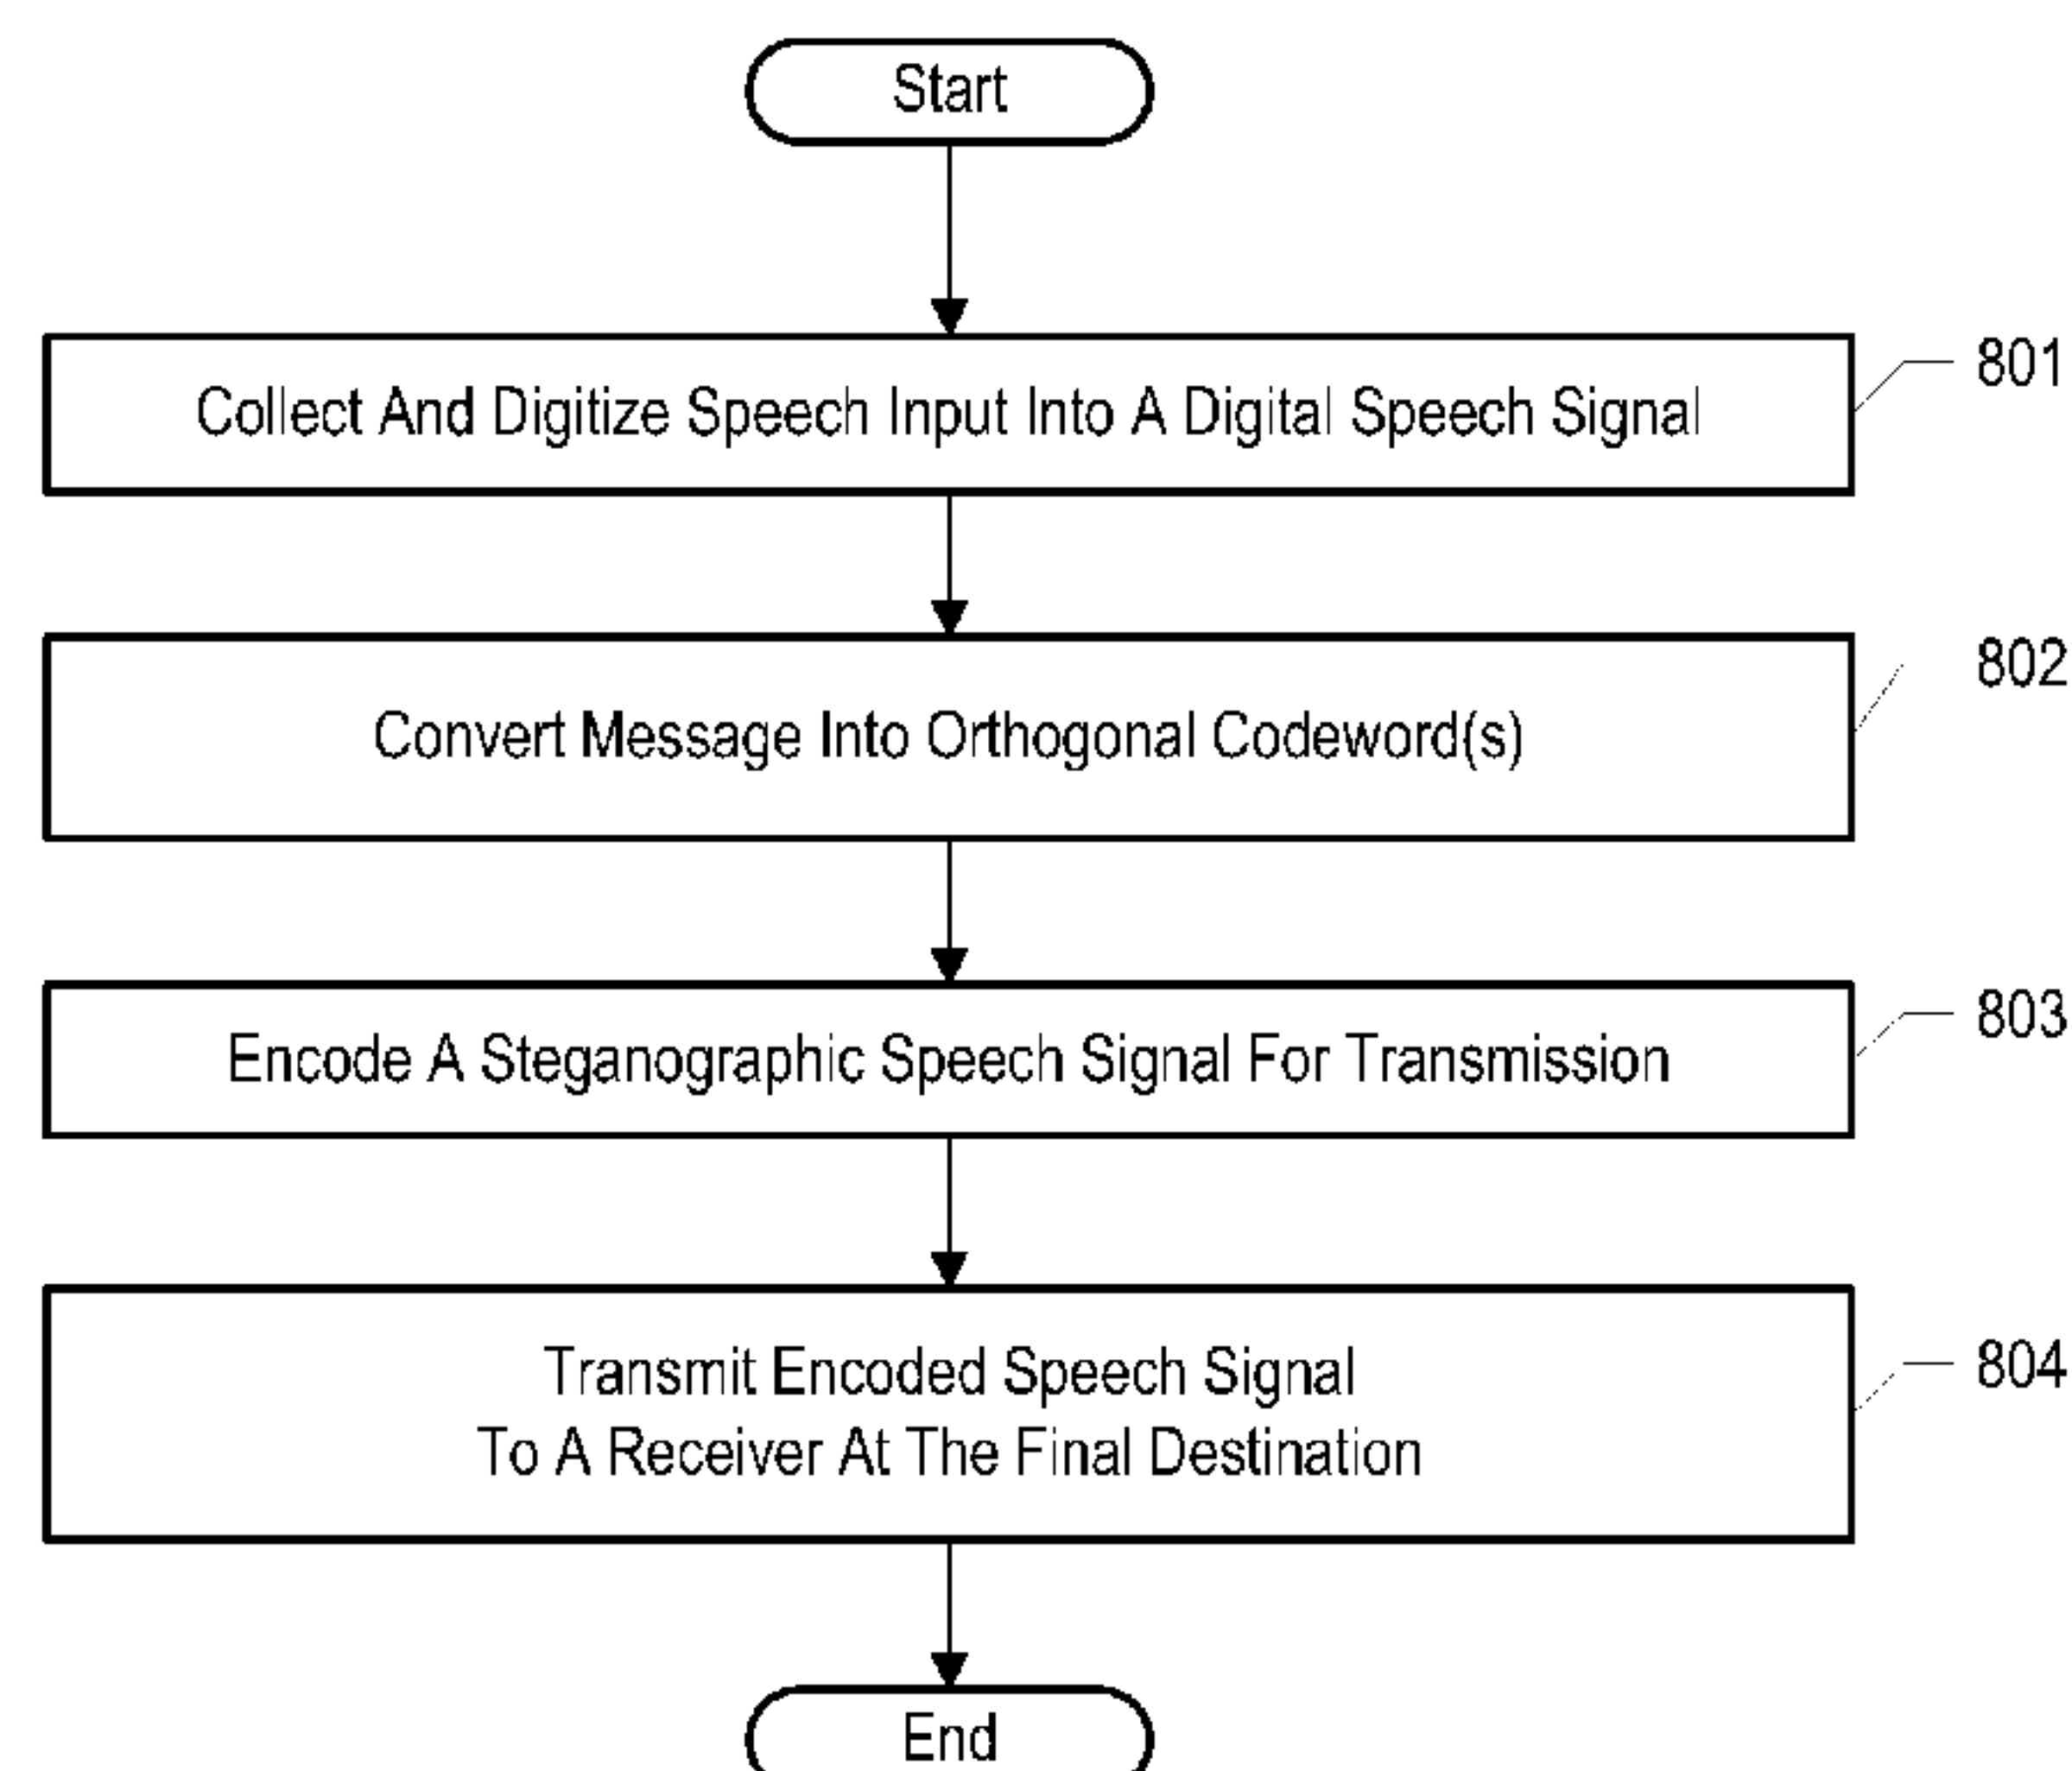 Start
Collect And Digitize Speech Input Into A Digital Speech Signal
801
Convert Message Into Orthogonal Codeword(s)
802
Encode A Steganographic Speech Signal For Transmission
803
Transmit Encoded Speech Signal
To A Receiver At The Final Destination
804
End